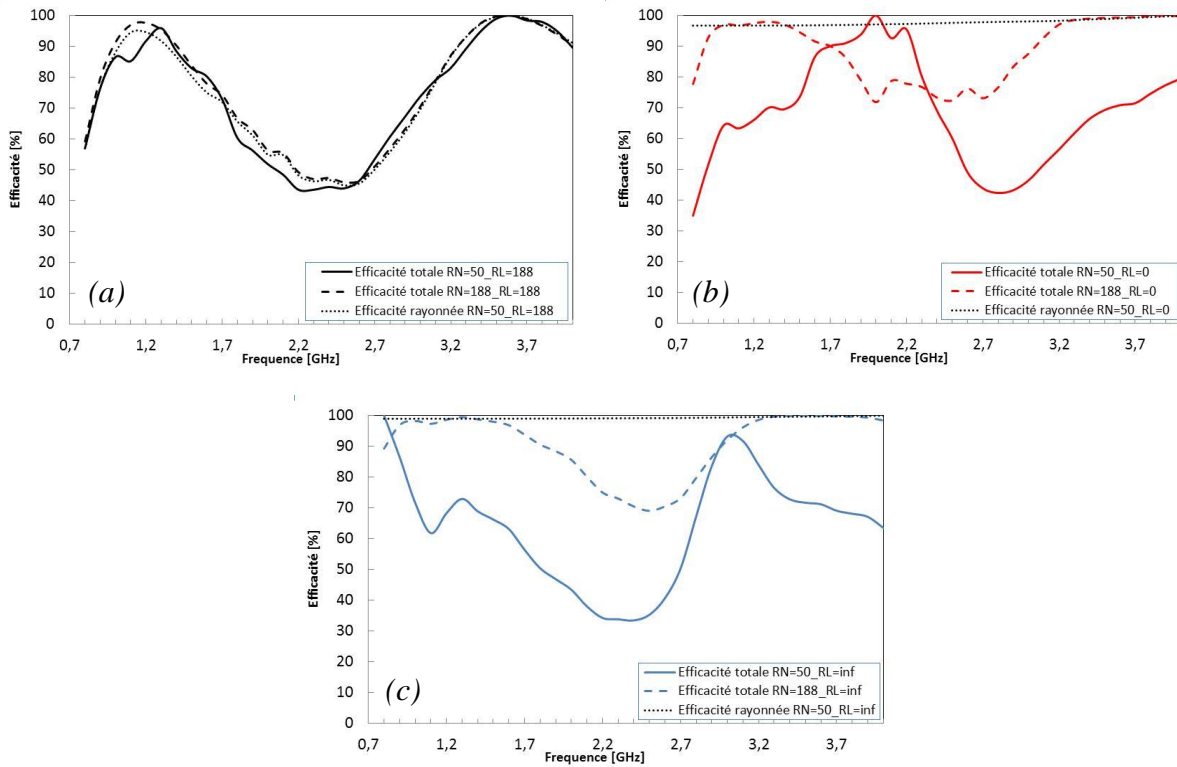 100
90
80
70
60
50
40
30
20
10
0
Efficacité [%]
0,7 1,2 1,7 2,2 2,7 3,2 3,7
Frequence [GHz]
(a)
Efficacité totale RN=50_RL=188
Efficacité totale RN=188_RL=188
Efficacité rayonnée RN=50_RL=188
100
90
80
70
60
50
40
30
20
10
0
Efficacité [%]
0,7 1,2 1,7 2,2 2,7 3,2 3,7
Frequence [GHz]
(b)
Efficacité totale RN=50_RL=0
Efficacité totale RN=188_RL=0
Efficacité rayonnée RN=50_RL=0
100
90
80
70
60
50
40
30
20
10
0
Efficacité [%]
0,7 1,2 1,7 2,2 2,7 3,2 3,7
Frequence [GHz]
(c)
Efficacité totale RN=50_RL=inf
Efficacité totale RN=188_RL=inf
Efficacité rayonnée RN=50_RL=inf